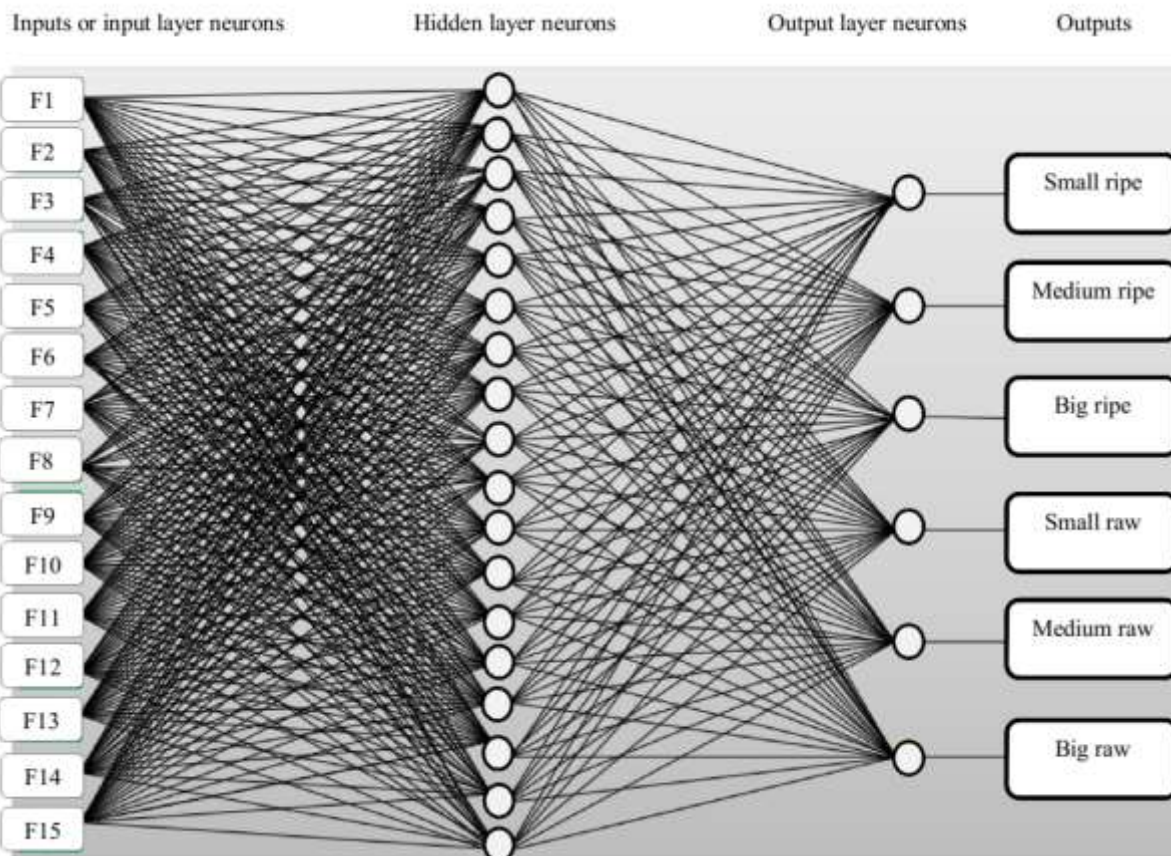 Inputs or input layer neurons
Hidden layer neurons
Output layer neurons
Outputs
F1
F2
F3
F4
F5
F6
F7
F8
F9
F10
F11
F12
F13
F14
F15
Small ripe
Medium ripe
Big ripe
Small raw
Medium raw
Big raw